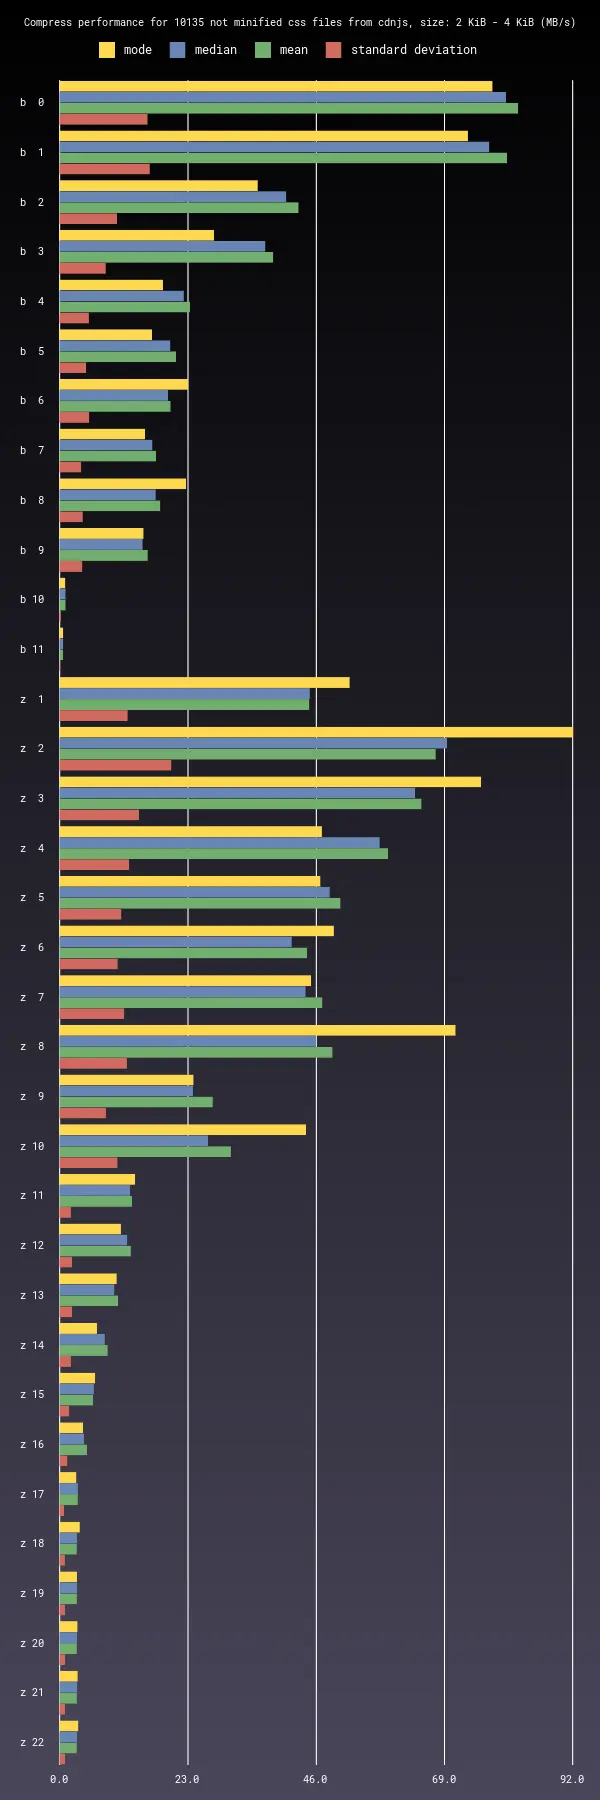 Compress performance for 10135 not minified css files from cdnjs, size: 2 KiB - 4 KiB (MB/s)
mode median mean standard deviation
b 0
b 1
b 2
b 3
b 4
b 5
b 6
b 7
b 8
b 9
b 10
b 11
z 1
z 2
z 3
z 4
z 5
z 6
z 7
z 8
z 9
z 10
z 11
z 12
z 13
z 14
z 15
z 16
z 17
z 18
z 19
z 20
z 21
z 22
0.0 23.0 46.0 69.0 92.0